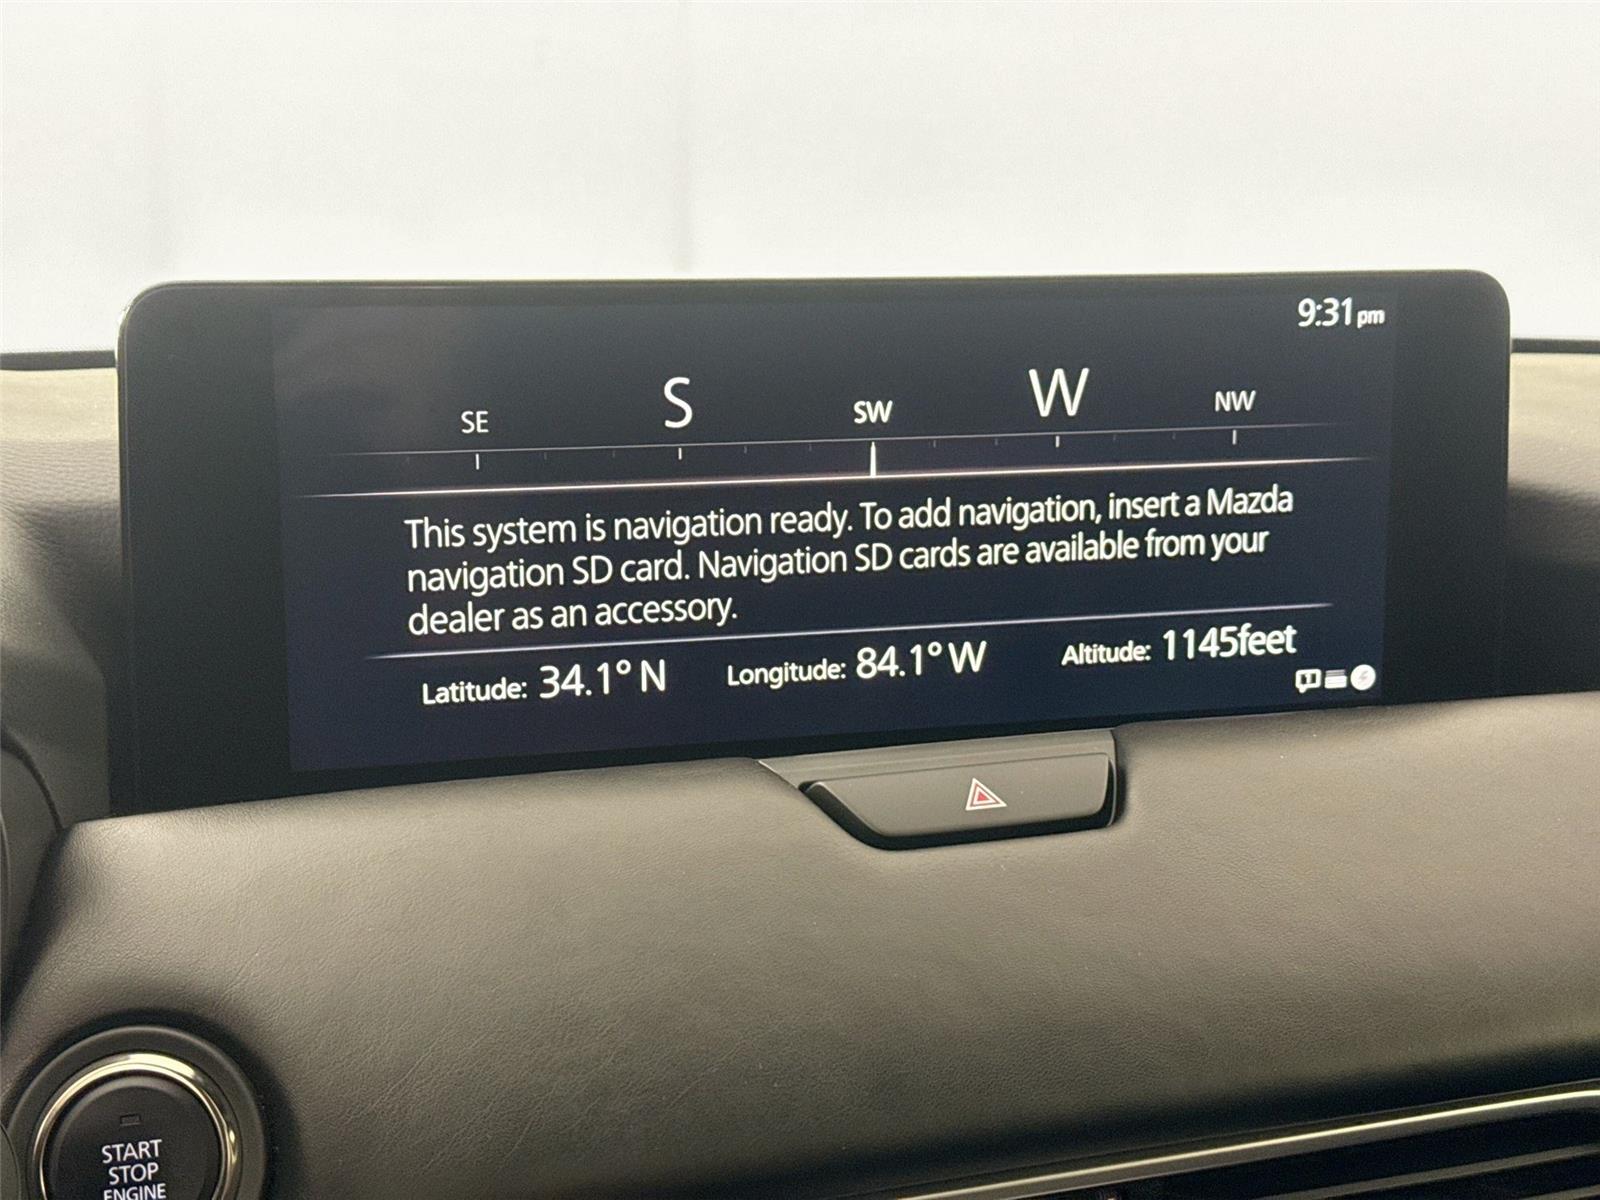 9:31 pm
SE S SW W NW
This system is navigation ready. To add navigation, insert a Mazda
navigation SD card. Navigation SD cards are available from your
dealer as an accessory.
Latitude: 34.1° N Longitude: 84.1° W Altitude: 1145feet
START
STOP
ENGINE